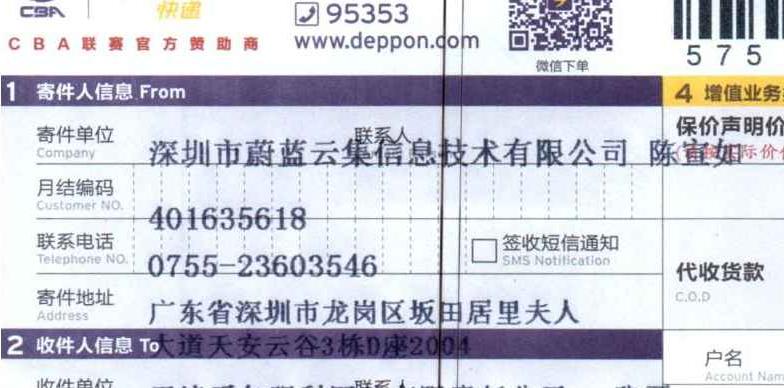 CBA 快递 95353
CBA联赛官方赞助商 www.deppon.com
微信下单
575
1 寄件人信息 From
4 增值业务
寄件单位 联系人 保价声明价
Company
深圳市蔚蓝云集信息技术有限公司 陈宜如
月结编码
Customer NO.
401635618
联系电话 签收短信通知
Telephone NO. SMS Notification
0755-23603546
代收货款
C.O.D
寄件地址
Address
广东省深圳市龙岗区坂田居里夫人
2 收件人信息 To
大道天安云谷3栋D座2004
户名
Account Nam
收件单位 联系人